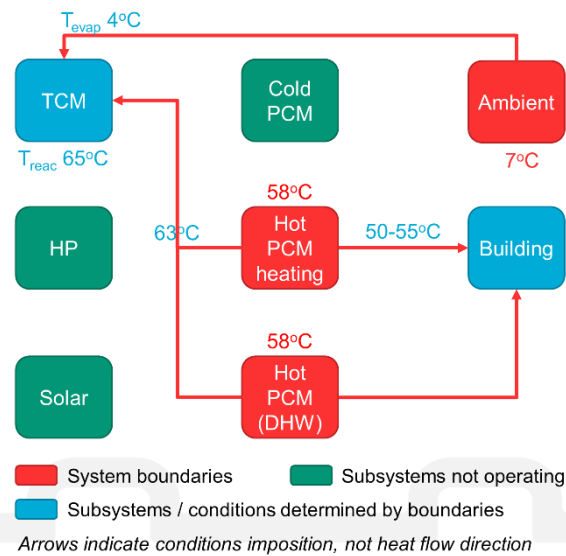 Tevap 4°C
TCM
Cold
PCM
Ambient
Treac 65°C
7°C
58°C
HP
63°C
Hot
PCM
heating
50-55°C
Building
58°C
Solar
Hot
PCM
(DHW)
System boundaries
Subsystems not operating
Subsystems / conditions determined by boundaries
Arrows indicate conditions imposition, not heat flow direction